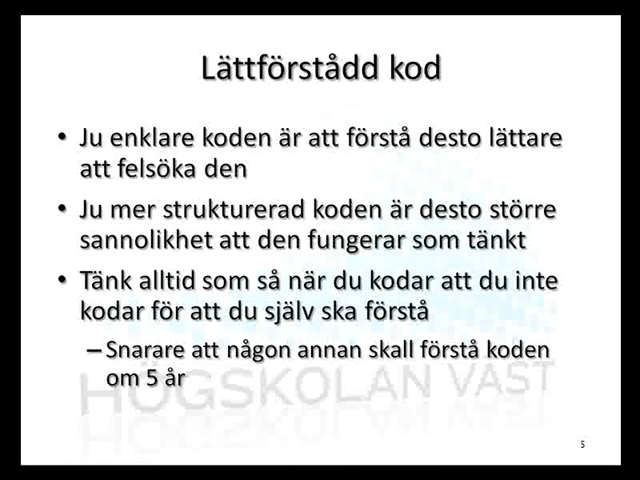 Lättförstådd kod
• Ju enklare koden är att förstå desto lättare
att felsöka den
• Ju mer strukturerad koden är desto större
sannolikhet att den fungerar som tänkt
• Tänk alltid som så när du kodar att du inte
kodar för att du själv ska förstå
– Snarare att någon annan skall förstå koden
om 5 år
HÖGSKOLAN VÄST
5